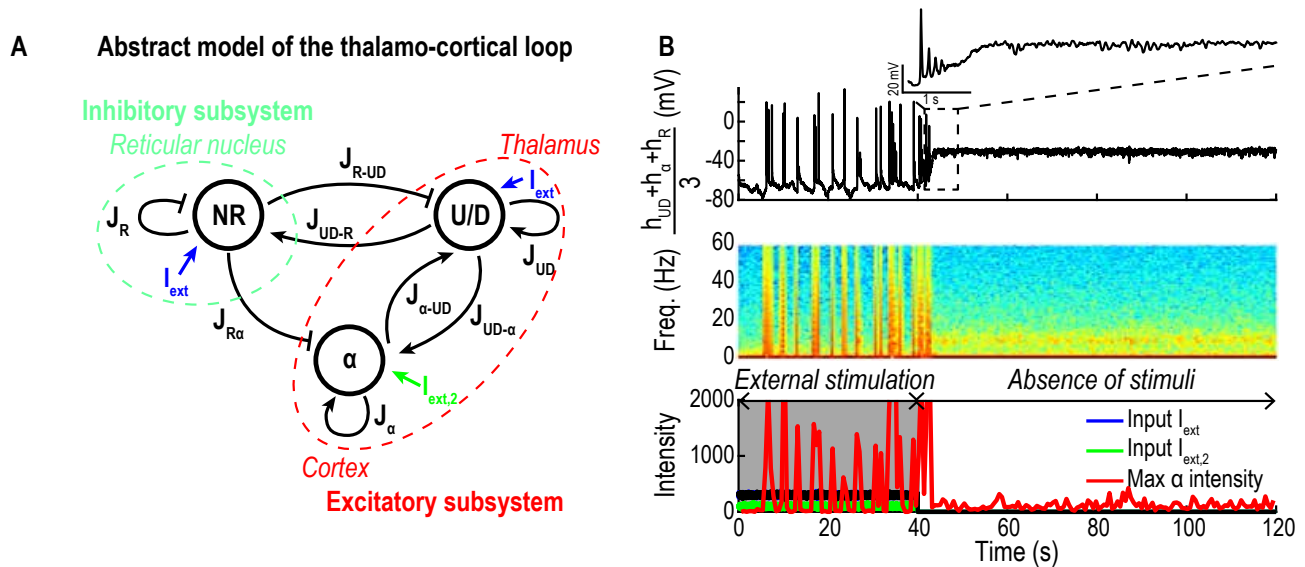 A
Abstract model of the thalamo-cortical loop
Inhibitory subsystem
Reticular nucleus
Thalamus
J_R-UD
I_ext
NR
U/D
J_R
J_UD-R
J_UD
I_ext
J_α-UD
J_UD-α
J_Rα
α
I_ext,2
J_α
Cortex
Excitatory subsystem
B
20 mV
1 s
h_UD+h_α+h_R
3
(mV)
0
-40
-80
Freq. (Hz)
60
40
20
0
External stimulation
Absence of stimuli
Intensity
2000
1000
0
Input I_ext
Input I_ext,2
Max α intensity
0
20
40
60
80
100
120
Time (s)